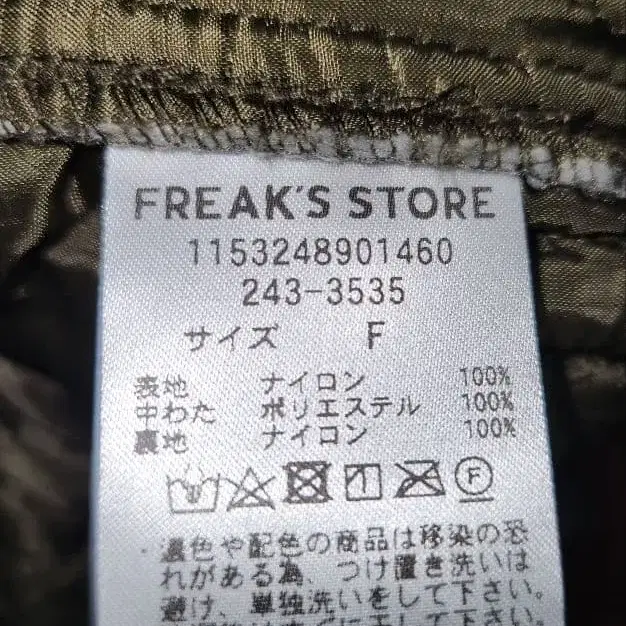 FREAK'S STORE
1153248901460
243-3535
サイズ F
表地 ナイロン 100%
中わた ポリエステル 100%
裏地 ナイロン 100%
F
・濃色や配色の商品は移染の恐
れがある為、つけ置き洗いは
避け、単独洗いをして下さい。